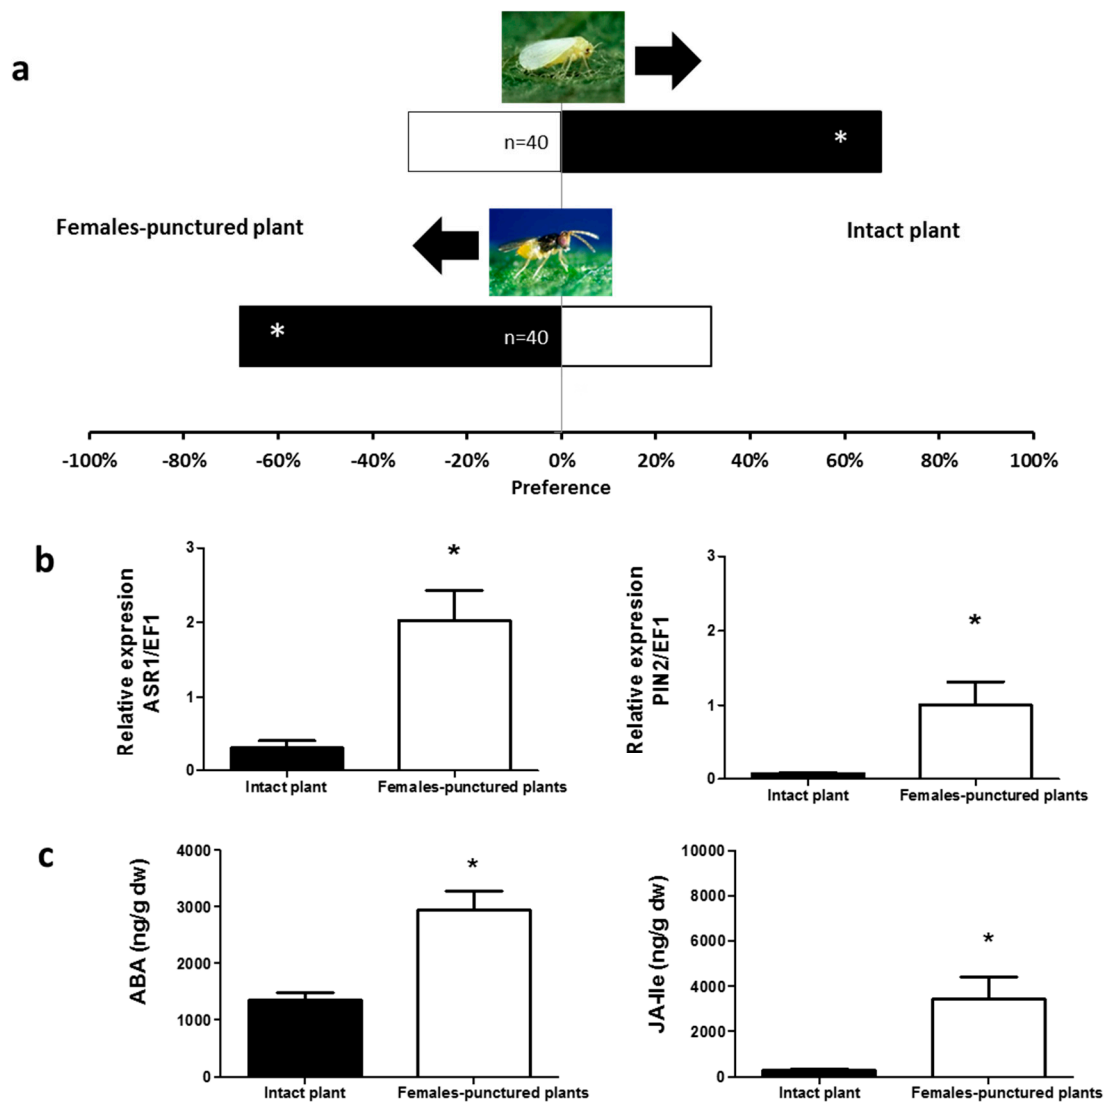 a
n=40
*
Females-punctured plant
Intact plant
*
n=40
-100% -80% -60% -40% -20% 0% 20% 40% 60% 80% 100%
Preference
b
Relative expresion
ASR1/EF1
3
2
1
0
*
Intact plant
Females-punctured plants
Relative expresion
PIN2/EF1
3
2
1
0
*
Intact plant
Females-punctured plants
c
ABA (ng/g dw)
4000
3000
2000
1000
0
*
Intact plant
Females-punctured plants
JA-Ile (ng/g dw)
10000
8000
6000
4000
2000
0
*
Intact plant
Females-punctured plants